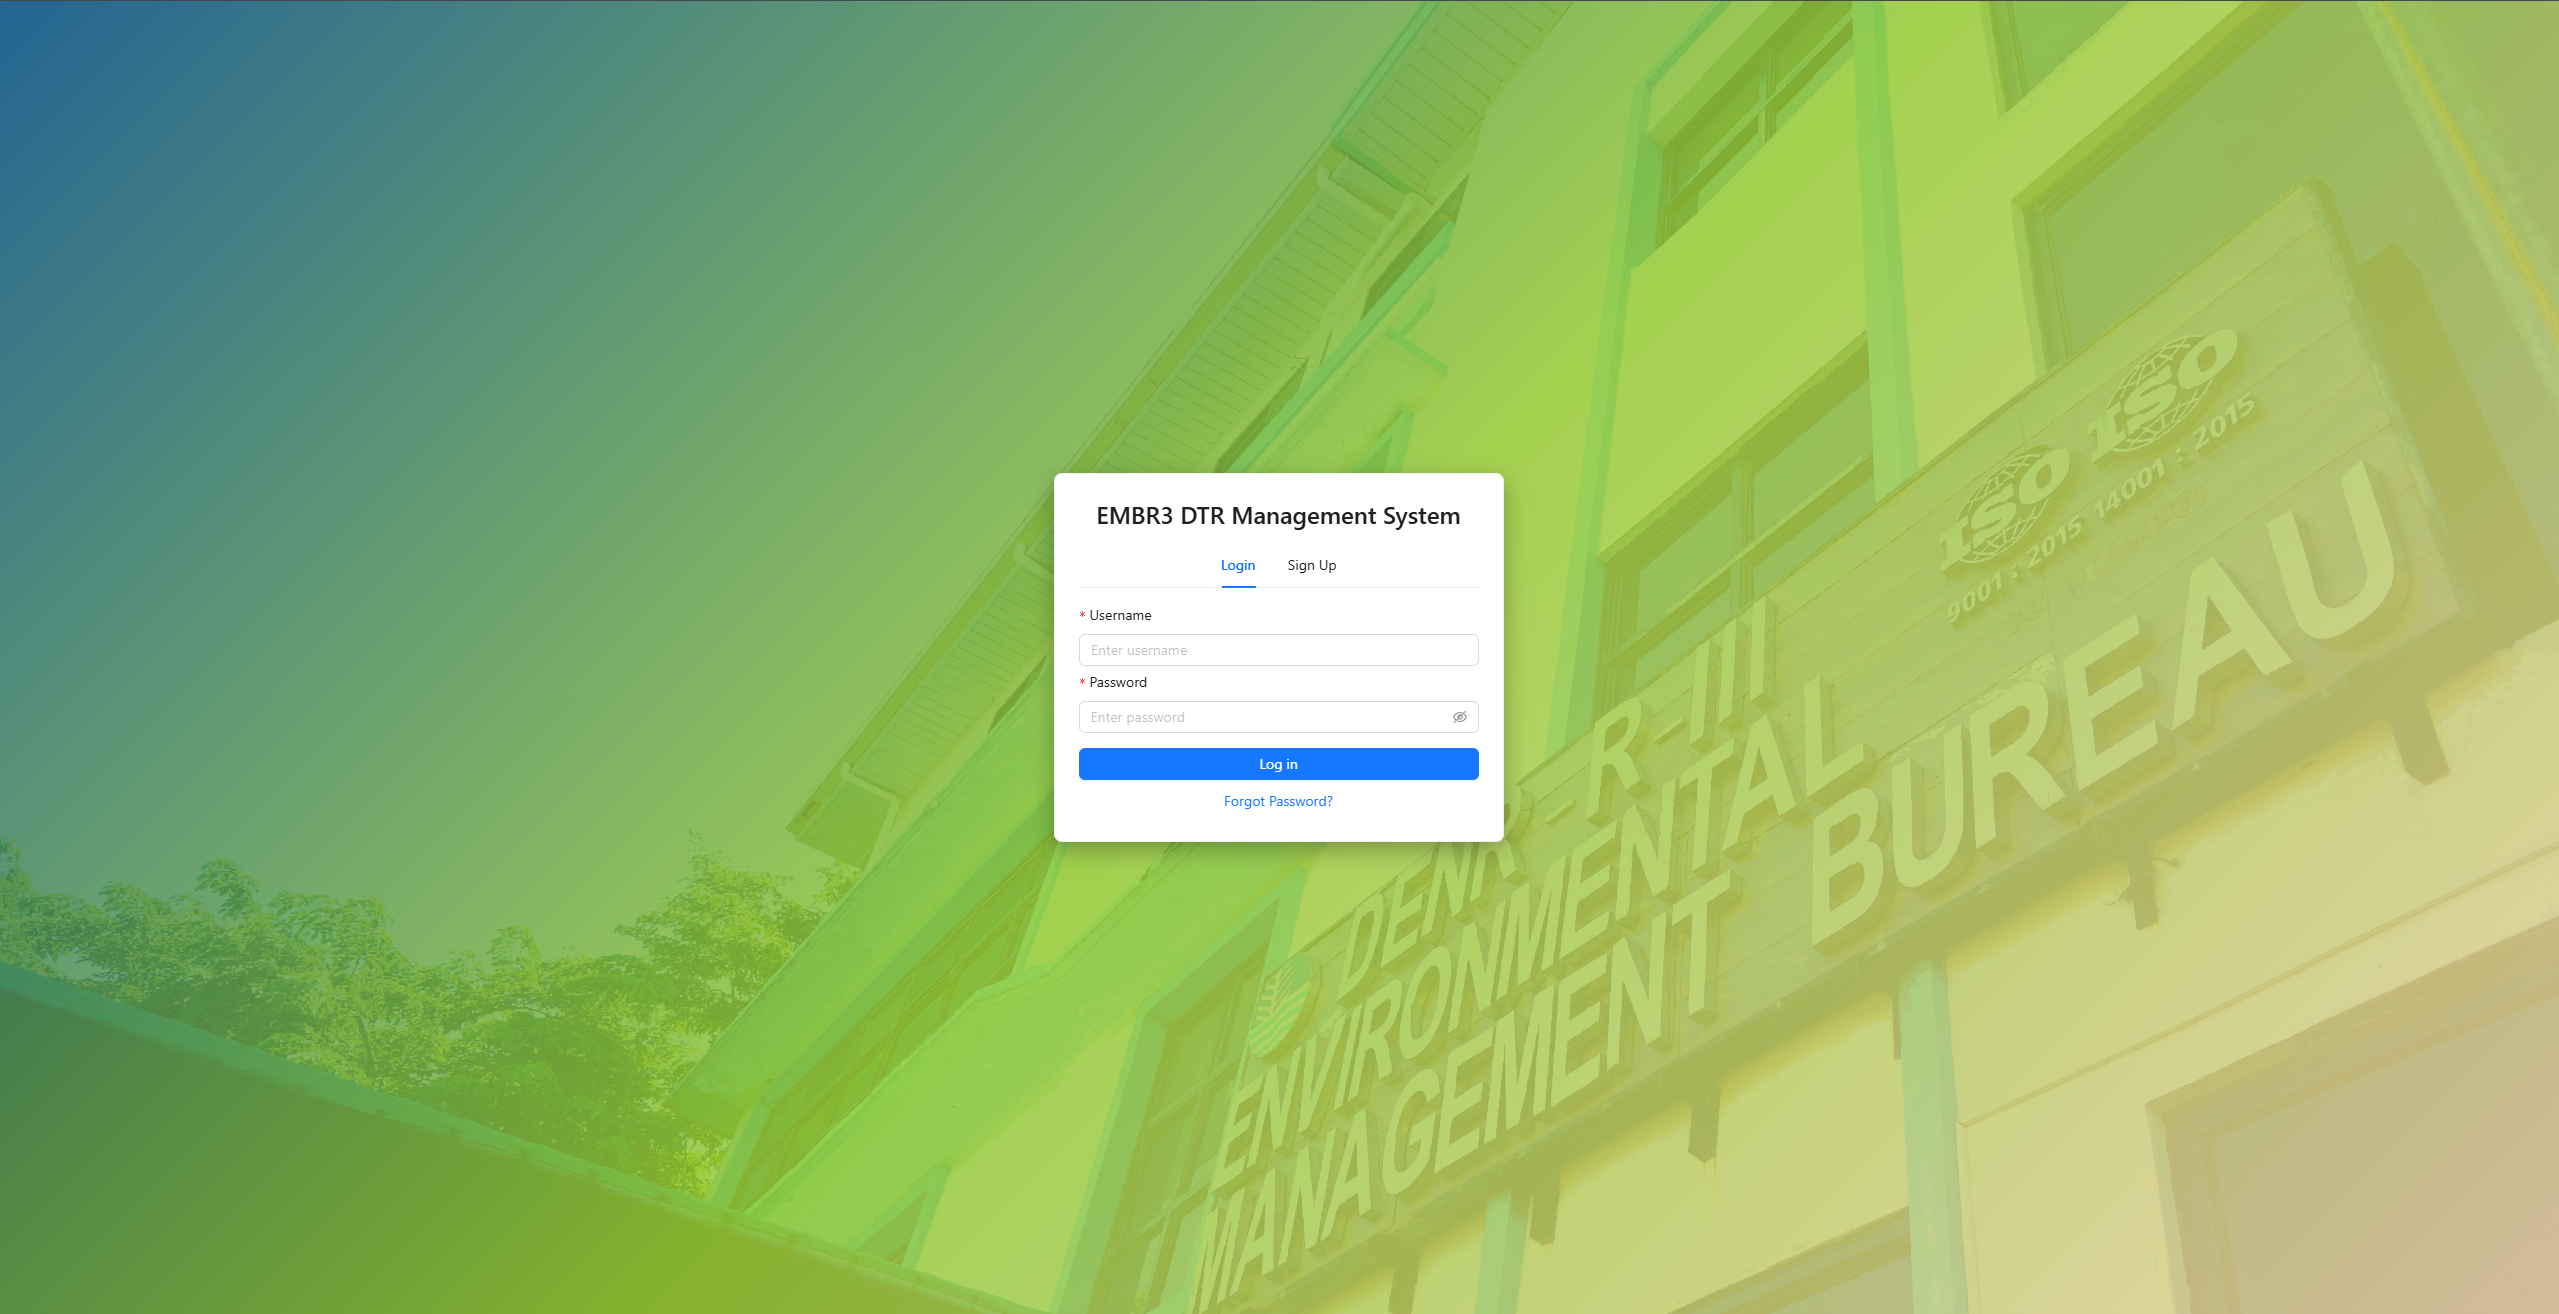 EMBR3 DTR Management System
Login
Sign Up
* Username
Enter username
* Password
Enter password
Log in
Forgot Password?
ISO
9001 : 2015
ISO
14001 : 2015
DENR - R-III
ENVIRONMENTAL
MANAGEMENT BUREAU